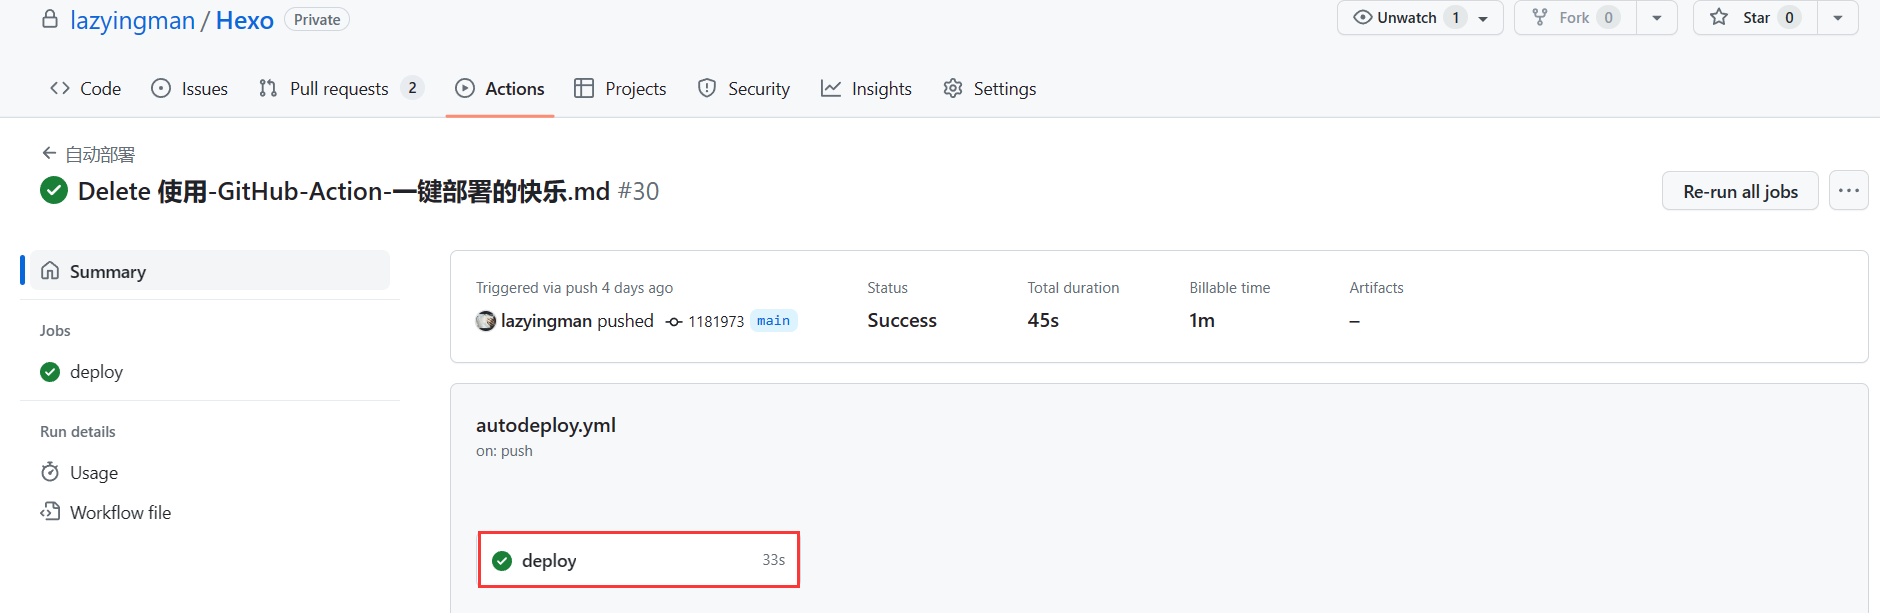 lazyingman / Hexo Private
Unwatch 1 Fork 0 Star 0
Code Issues Pull requests 2 Actions Projects Security Insights Settings
自动部署
Delete 使用-GitHub-Action-一键部署的快乐.md #30
Re-run all jobs
Summary
Jobs
deploy
Run details
Usage
Workflow file
Triggered via push 4 days ago
lazyingman pushed 1181973 main
Status
Success
Total duration
45s
Billable time
1m
Artifacts
–
autodeploy.yml
on: push
deploy 33s